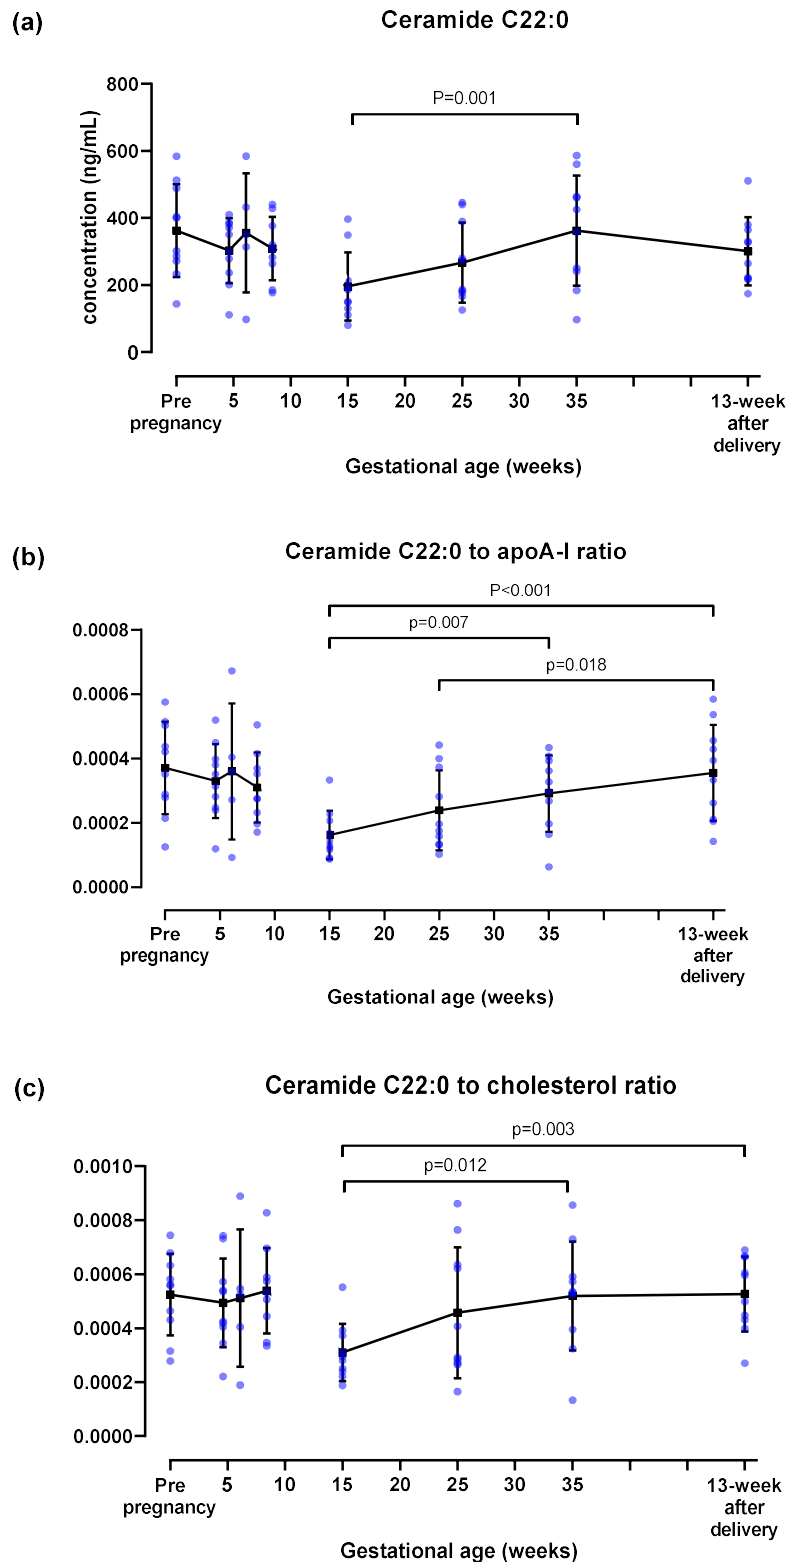 (a)
Ceramide C22:0
P=0.001
concentration (ng/mL)
800
600
400
200
0
Pre pregnancy 5 10 15 20 25 30 35 13-week after delivery
Gestational age (weeks)
(b)
Ceramide C22:0 to apoA-I ratio
P<0.001
p=0.007
p=0.018
0.0008
0.0006
0.0004
0.0002
0.0000
Pre pregnancy 5 10 15 20 25 30 35 13-week after delivery
Gestational age (weeks)
(c)
Ceramide C22:0 to cholesterol ratio
p=0.003
p=0.012
0.0010
0.0008
0.0006
0.0004
0.0002
0.0000
Pre pregnancy 5 10 15 20 25 30 35 13-week after delivery
Gestational age (weeks)